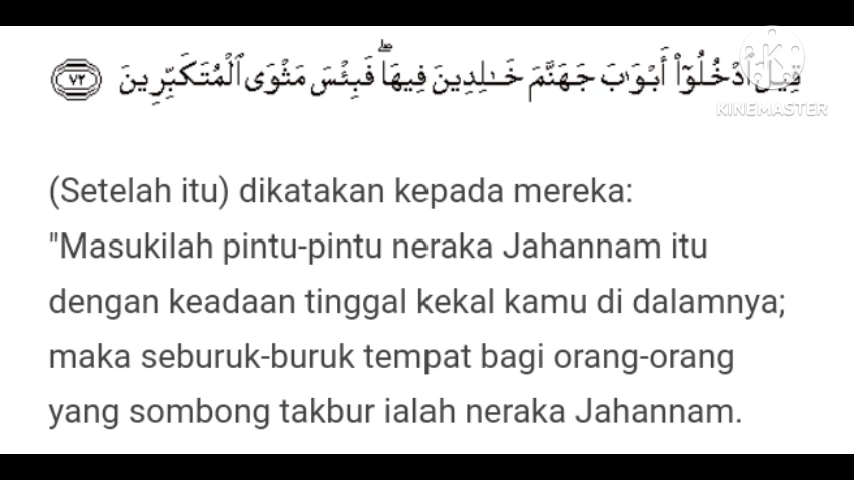 قِيلَ ٱدْخُلُوٓا۟ أَبْوَٰبَ جَهَنَّمَ خَـٰلِدِينَ فِيهَا ۖ فَبِئْسَ مَثْوَى ٱلْمُتَكَبِّرِينَ ٧٢
KINEMASTER
(Setelah itu) dikatakan kepada mereka:
"Masukilah pintu-pintu neraka Jahannam itu
dengan keadaan tinggal kekal kamu di dalamnya;
maka seburuk-buruk tempat bagi orang-orang
yang sombong takbur ialah neraka Jahannam.